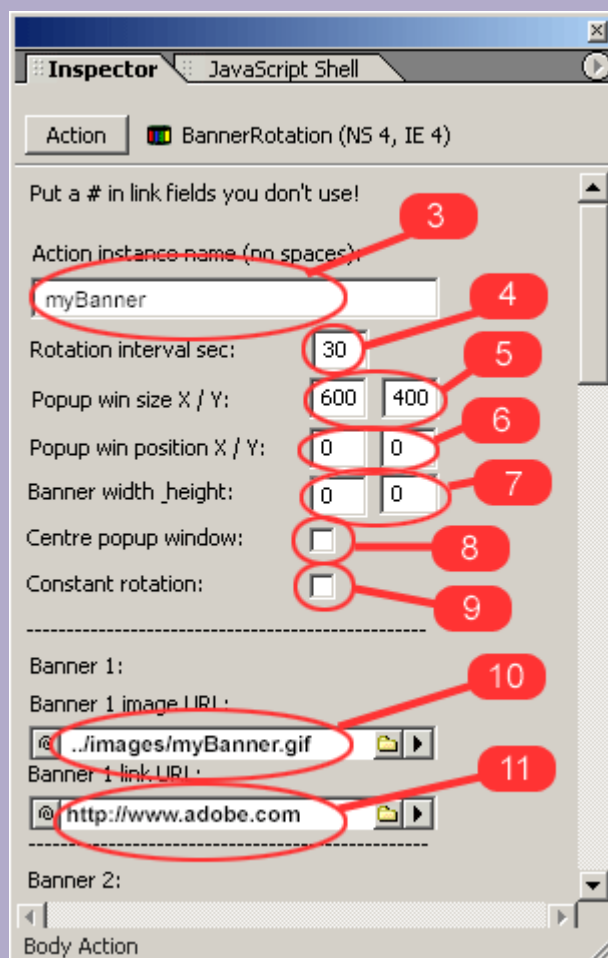 Inspector JavaScript Shell
Action BannerRotation (NS 4, IE 4)
Put a # in link fields you don't use!
3
Action instance name (no spaces):
myBanner
4
Rotation interval sec: 30
5
Popup win size X / Y: 600 400
6
Popup win position X / Y: 0 0
7
Banner width _height: 0 0
Centre popup window:
8
Constant rotation:
9
Banner 1:
10
Banner 1 image URL:
@ ../images/myBanner.gif
Banner 1 link URL:
11
@ http://www.adobe.com
Banner 2:
Body Action